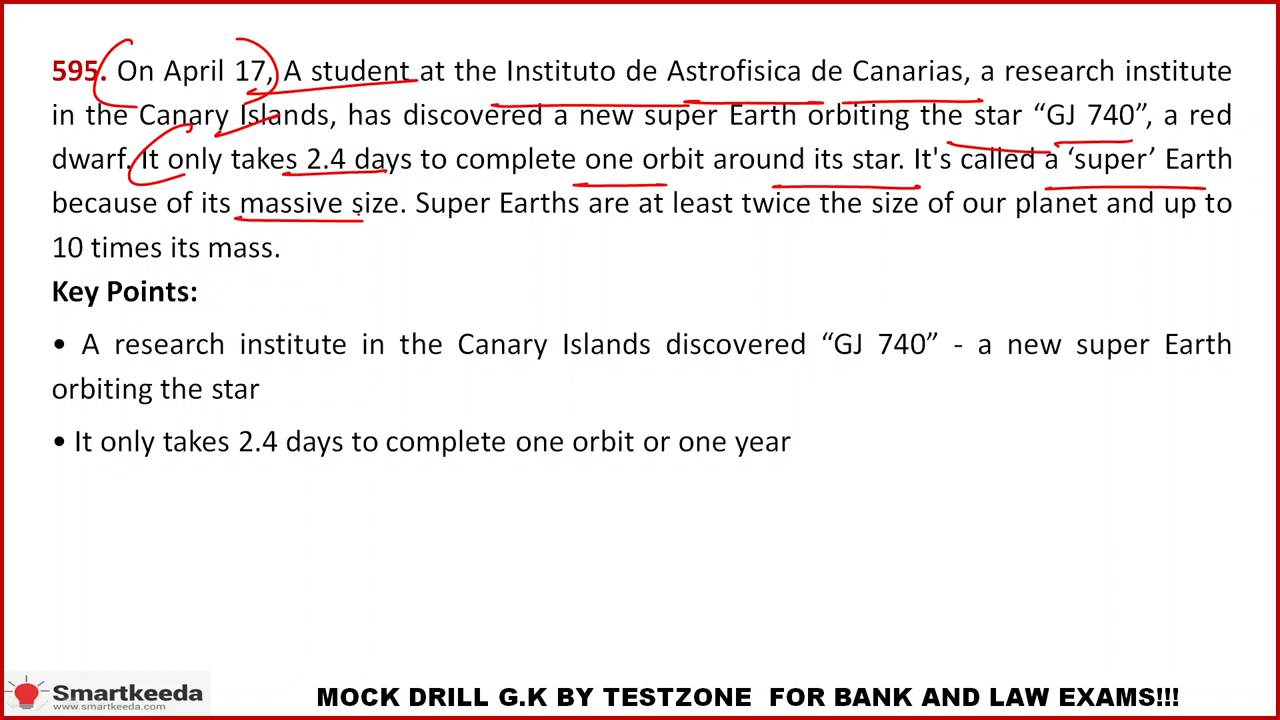 595. On April 17, A student at the Instituto de Astrofisica de Canarias, a research institute
in the Canary Islands, has discovered a new super Earth orbiting the star “GJ 740”, a red
dwarf. It only takes 2.4 days to complete one orbit around its star. It's called a ‘super’ Earth
because of its massive size. Super Earths are at least twice the size of our planet and up to
10 times its mass.
Key Points:
• A research institute in the Canary Islands discovered “GJ 740” - a new super Earth
orbiting the star
• It only takes 2.4 days to complete one orbit or one year
Smartkeeda
www.smartkeeda.com
MOCK DRILL G.K BY TESTZONE FOR BANK AND LAW EXAMS!!!